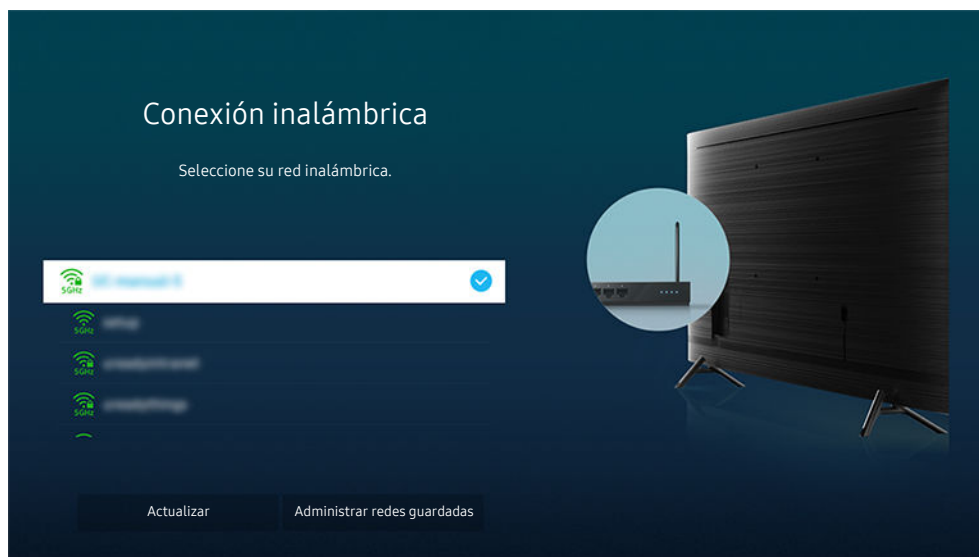 Conexión inalámbrica
Seleccione su red inalámbrica.
5GHz
5GHz
5GHz
5GHz
Actualizar
Administrar redes guardadas